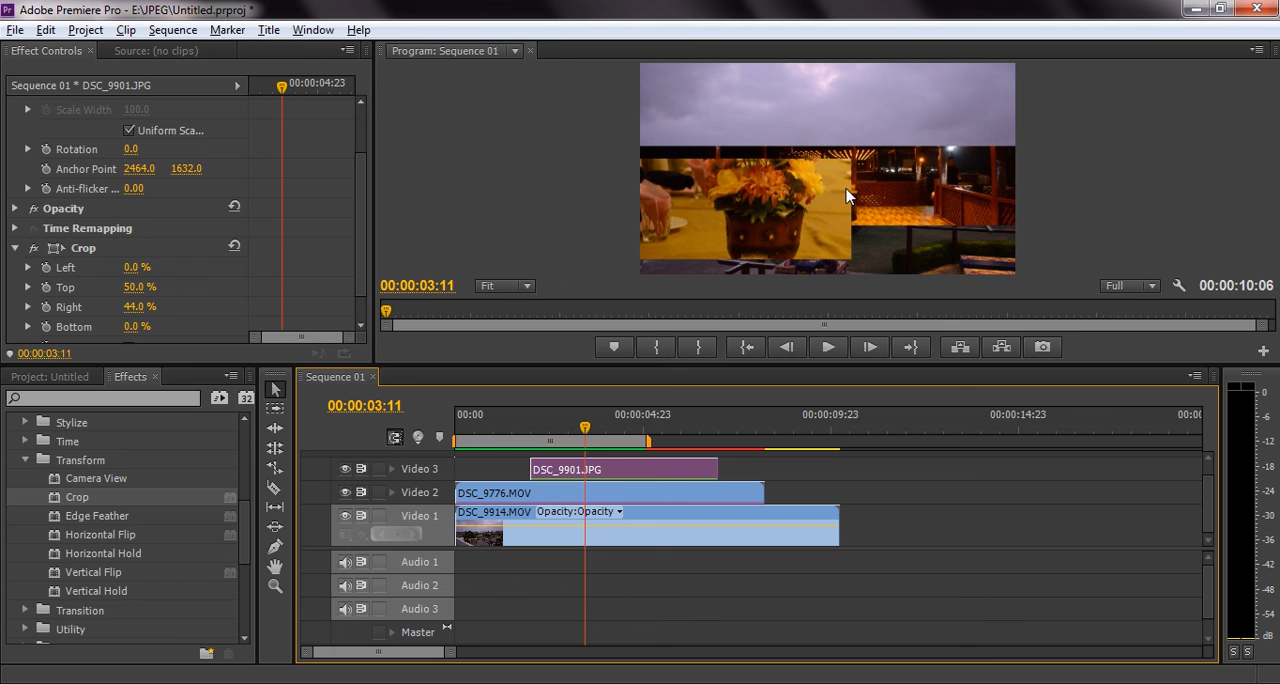 Pr Adobe Premiere Pro - E:\JPEG\Untitled.prproj *
File Edit Project Clip Sequence Marker Title Window Help
Effect Controls × Source: (no clips)
Program: Sequence 01 ×
Sequence 01 * DSC_9901.JPG
00:00:04:23
Scale Width 100.0
Uniform Sca...
Rotation 0.0
Anchor Point 2464.0 1632.0
Anti-flicker ... 0.00
fx Opacity
fx Time Remapping
fx Crop
Left 0.0 %
Top 50.0 %
Right 44.0 %
Bottom 0.0 %
00:00:03:11
00:00:03:11 Fit Full 00:00:10:06
Project: Untitled Effects ×
32
Stylize
Time
Transform
Camera View
Crop
Edge Feather
Horizontal Flip
Horizontal Hold
Vertical Flip
Vertical Hold
Transition
Utility
Sequence 01 ×
00:00:03:11
00:00 00:00:04:23 00:00:09:23 00:00:14:23 00:00
Video 3 DSC_9901.JPG
Video 2 DSC_9776.MOV
Video 1 DSC_9914.MOV Opacity:Opacity
Audio 1
Audio 2
Audio 3
Master
0
-6
-12
-18
-24
-30
-36
-42
-48
-54
dB
S S